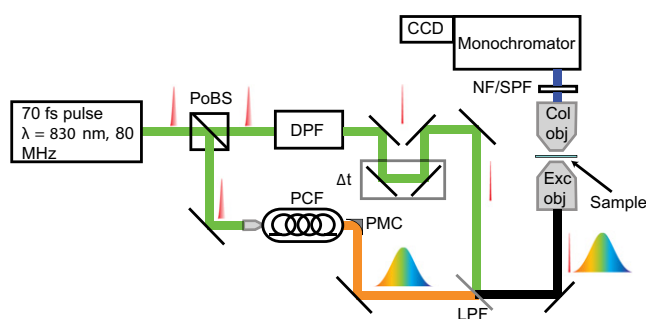 CCD
Monochromator
NF/SPF
Col
obj
70 fs pulse
λ = 830 nm, 80
MHz
PoBS
DPF
Δt
Exc
obj
Sample
PCF
PMC
LPF